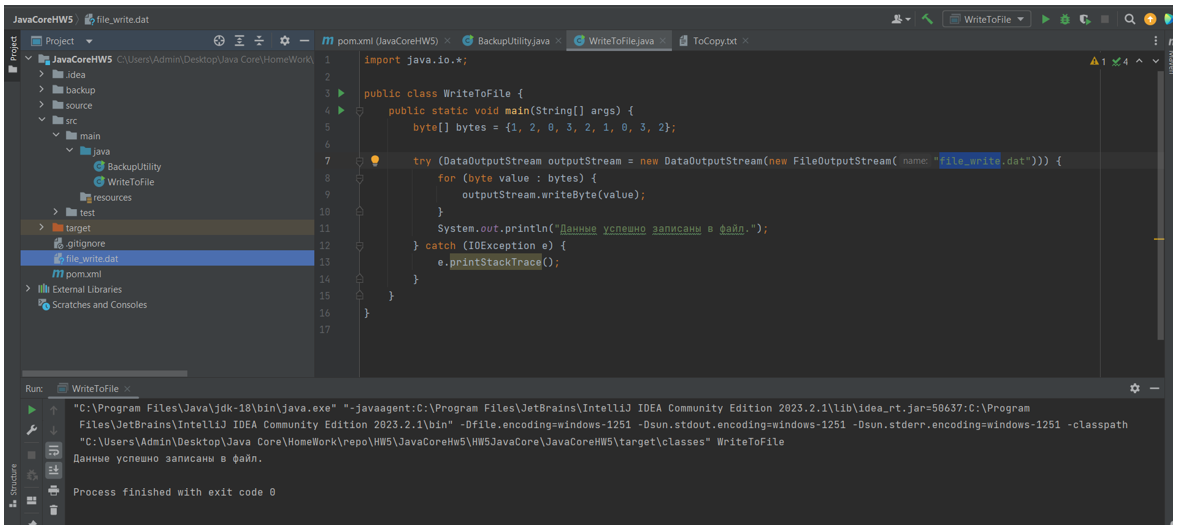 JavaCoreHW5 › file_write.dat
WriteToFile
Project
pom.xml (JavaCoreHW5)
BackupUtility.java
WriteToFile.java
ToCopy.txt
Project
JavaCoreHW5 C:\Users\Admin\Desktop\Java Core\HomeWork\
.idea
backup
source
src
main
java
BackupUtility
WriteToFile
resources
test
target
.gitignore
file_write.dat
pom.xml
External Libraries
Scratches and Consoles
1 4
1 import java.io.*;
2
3 public class WriteToFile {
4 public static void main(String[] args) {
5 byte[] bytes = {1, 2, 0, 3, 2, 1, 0, 3, 2};
6
7 try (DataOutputStream outputStream = new DataOutputStream(new FileOutputStream( name: "file_write.dat"))) {
8 for (byte value : bytes) {
9 outputStream.writeByte(value);
10 }
11 System.out.println("Данные успешно записаны в файл.");
12 } catch (IOException e) {
13 e.printStackTrace();
14 }
15 }
16 }
17
Run: WriteToFile
"C:\Program Files\Java\jdk-18\bin\java.exe" "-javaagent:C:\Program Files\JetBrains\IntelliJ IDEA Community Edition 2023.2.1\lib\idea_rt.jar=50637:C:\Program
Files\JetBrains\IntelliJ IDEA Community Edition 2023.2.1\bin" -Dfile.encoding=windows-1251 -Dsun.stdout.encoding=windows-1251 -Dsun.stderr.encoding=windows-1251 -classpath
"C:\Users\Admin\Desktop\Java Core\HomeWork\repo\HW5\JavaCoreHw5\HW5JavaCore\JavaCoreHW5\target\classes" WriteToFile
Данные успешно записаны в файл.
Process finished with exit code 0
Structure